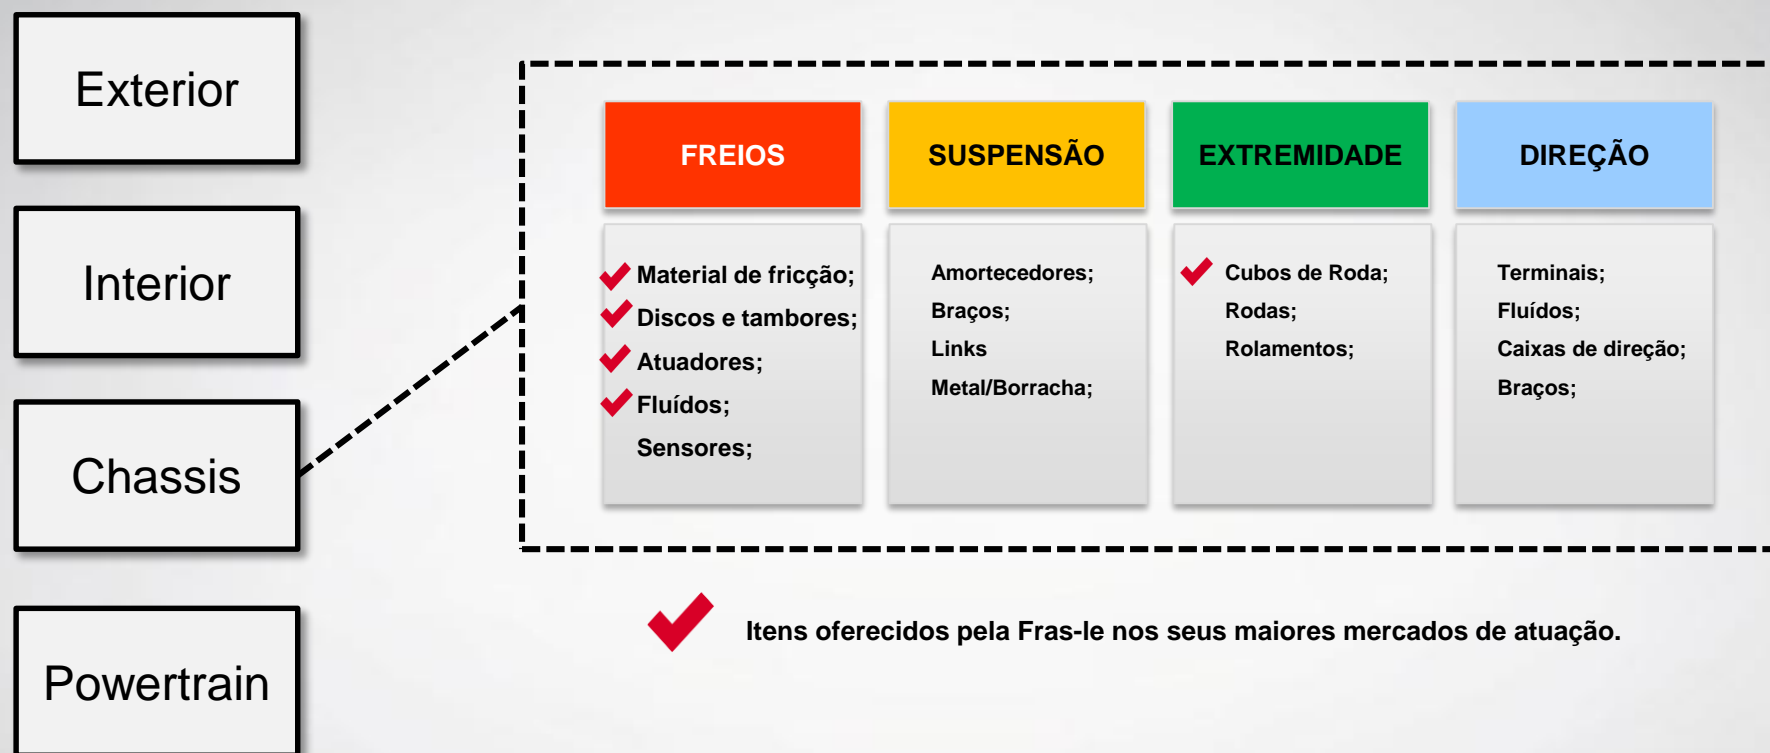 Exterior
Interior
Chassis
Powertrain
FREIOS
Material de fricção;
Discos e tambores;
Atuadores;
Fluídos;
Sensores;
SUSPENSÃO
Amortecedores;
Braços;
Links
Metal/Borracha;
EXTREMIDADE
Cubos de Roda;
Rodas;
Rolamentos;
DIREÇÃO
Terminais;
Fluídos;
Caixas de direção;
Braços;
Itens oferecidos pela Fras-le nos seus maiores mercados de atuação.